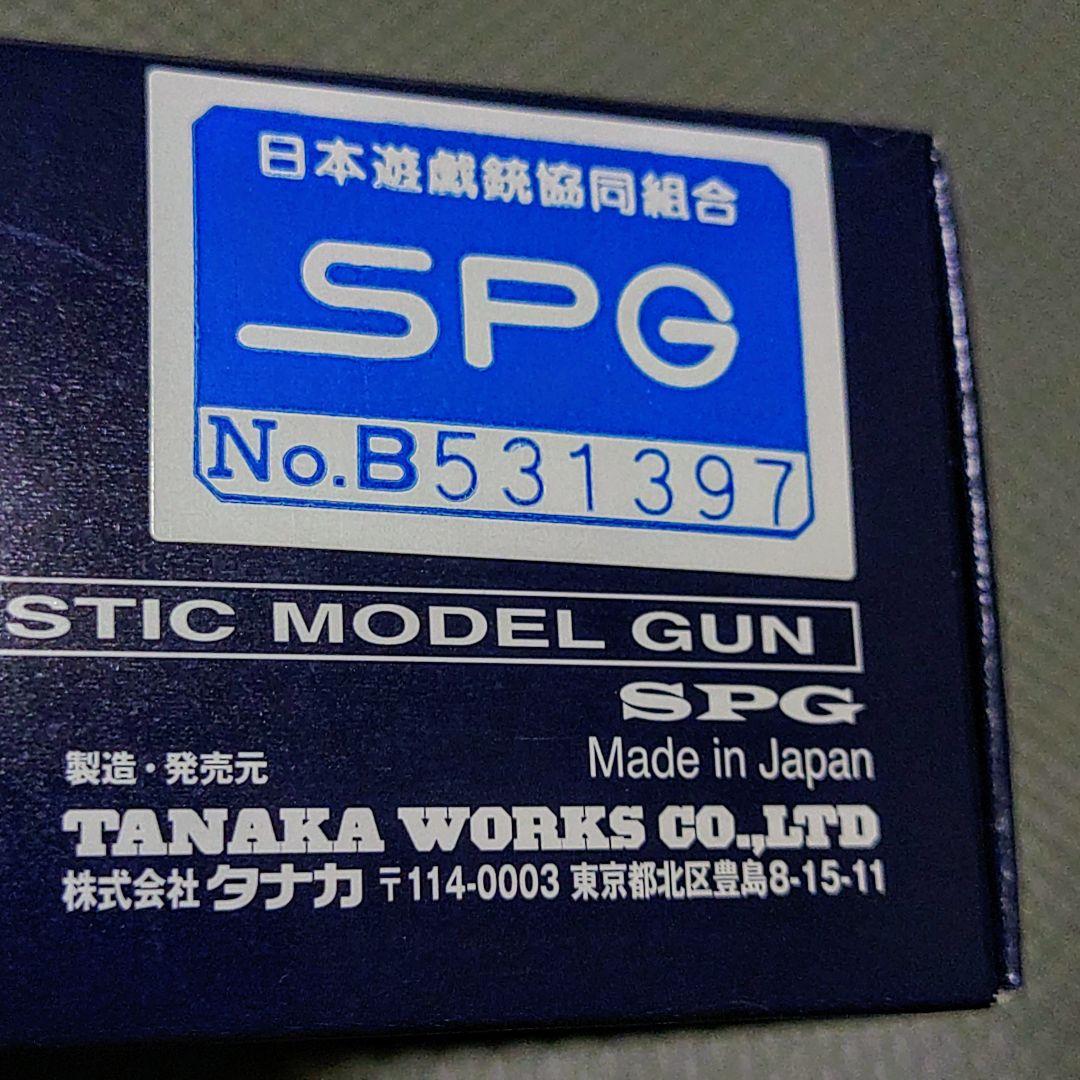 日本遊戯銃協同組合
SPG
No.B531397
STIC MODEL GUN
SPG
Made in Japan
製造・発売元
TANAKA WORKS CO.,LTD
株式会社タナカ 〒114-0003 東京都北区豊島8-15-11